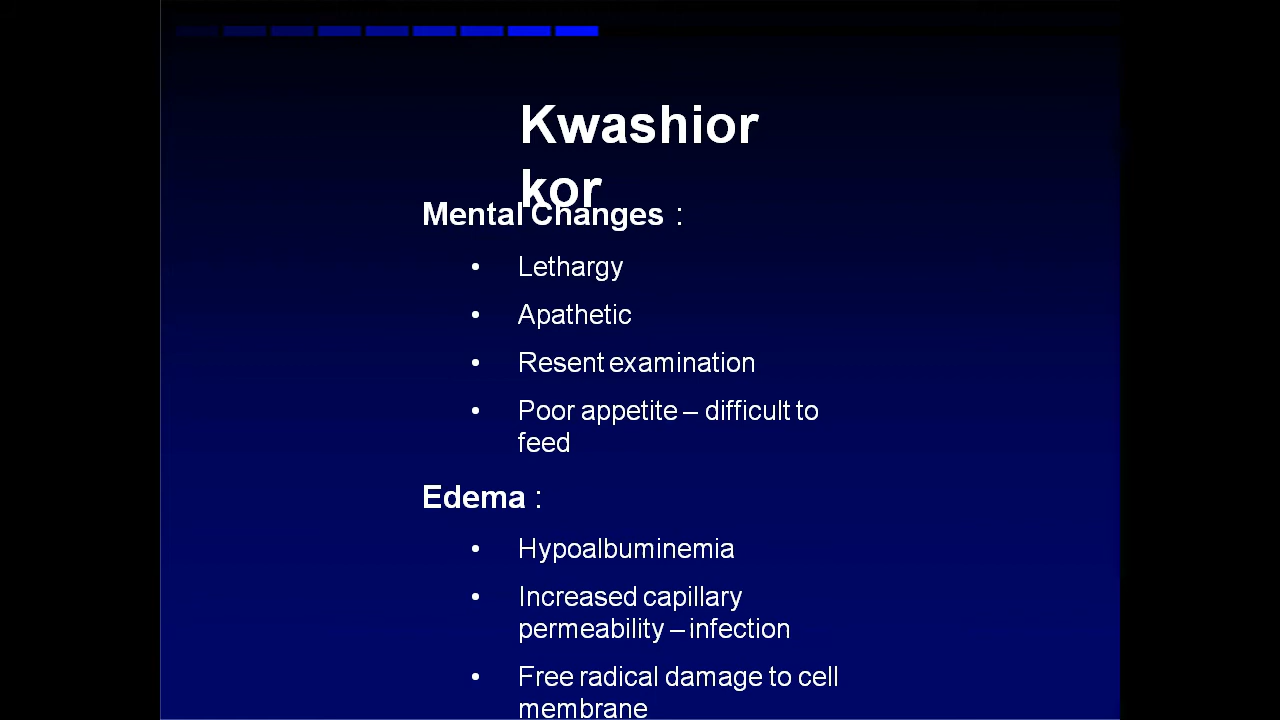 Kwashior
kor
Mental Changes :
• Lethargy
• Apathetic
• Resent examination
• Poor appetite – difficult to
feed
Edema :
• Hypoalbuminemia
• Increased capillary
permeability – infection
• Free radical damage to cell
membrane